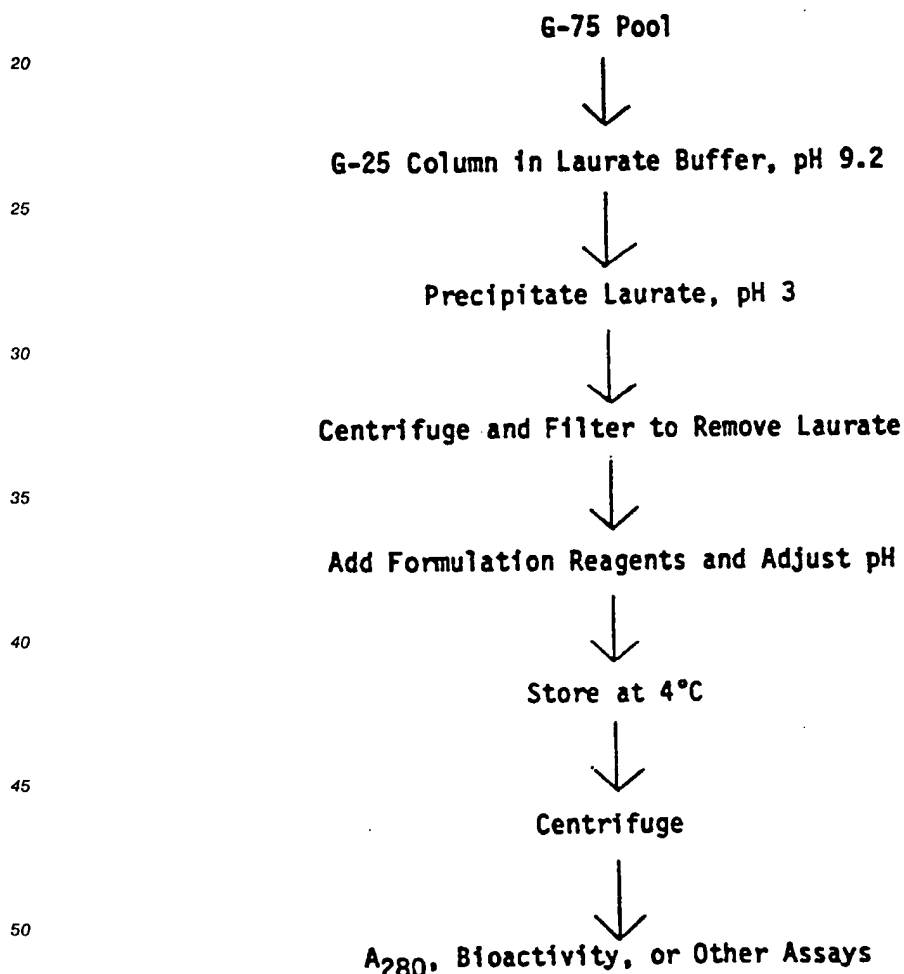 G-75 Pool
20
G-25 Column in Laurate Buffer, pH 9.2
25
Precipitate Laurate, pH 3
30
Centrifuge and Filter to Remove Laurate
35
Add Formulation Reagents and Adjust pH
40
Store at 4°C
45
Centrifuge
50
A280, Bioactivity, or Other Assays